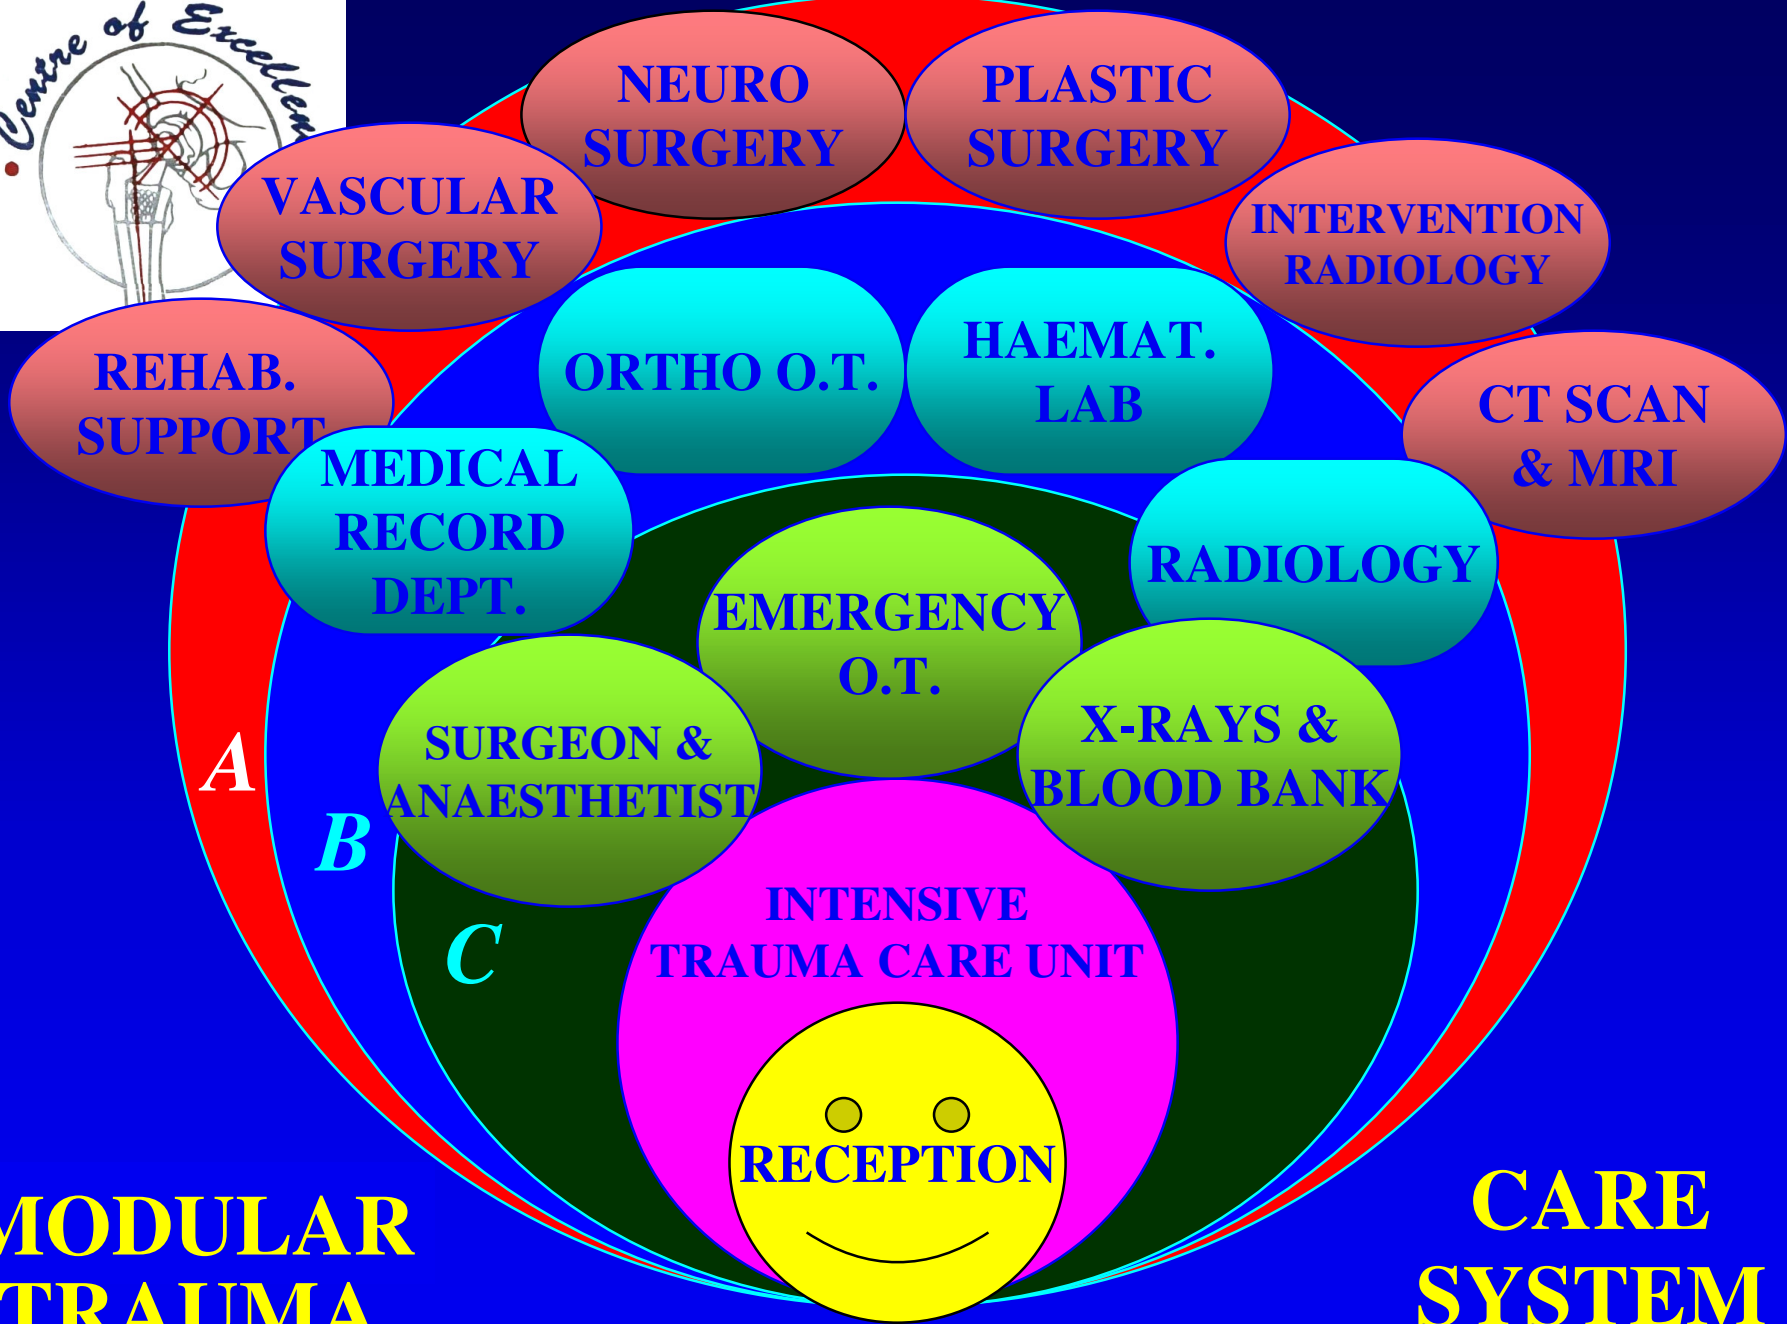 Centre of Excellen
NEURO
SURGERY
PLASTIC
SURGERY
VASCULAR
SURGERY
INTERVENTION
RADIOLOGY
REHAB.
SUPPORT
ORTHO O.T.
HAEMAT.
LAB
CT SCAN
& MRI
MEDICAL
RECORD
DEPT.
RADIOLOGY
EMERGENCY
O.T.
SURGEON &
ANAESTHETIST
X-RAYS &
BLOOD BANK
A
B
C
INTENSIVE
TRAUMA CARE UNIT
RECEPTION
MODULAR
TRAUMA
CARE
SYSTEM